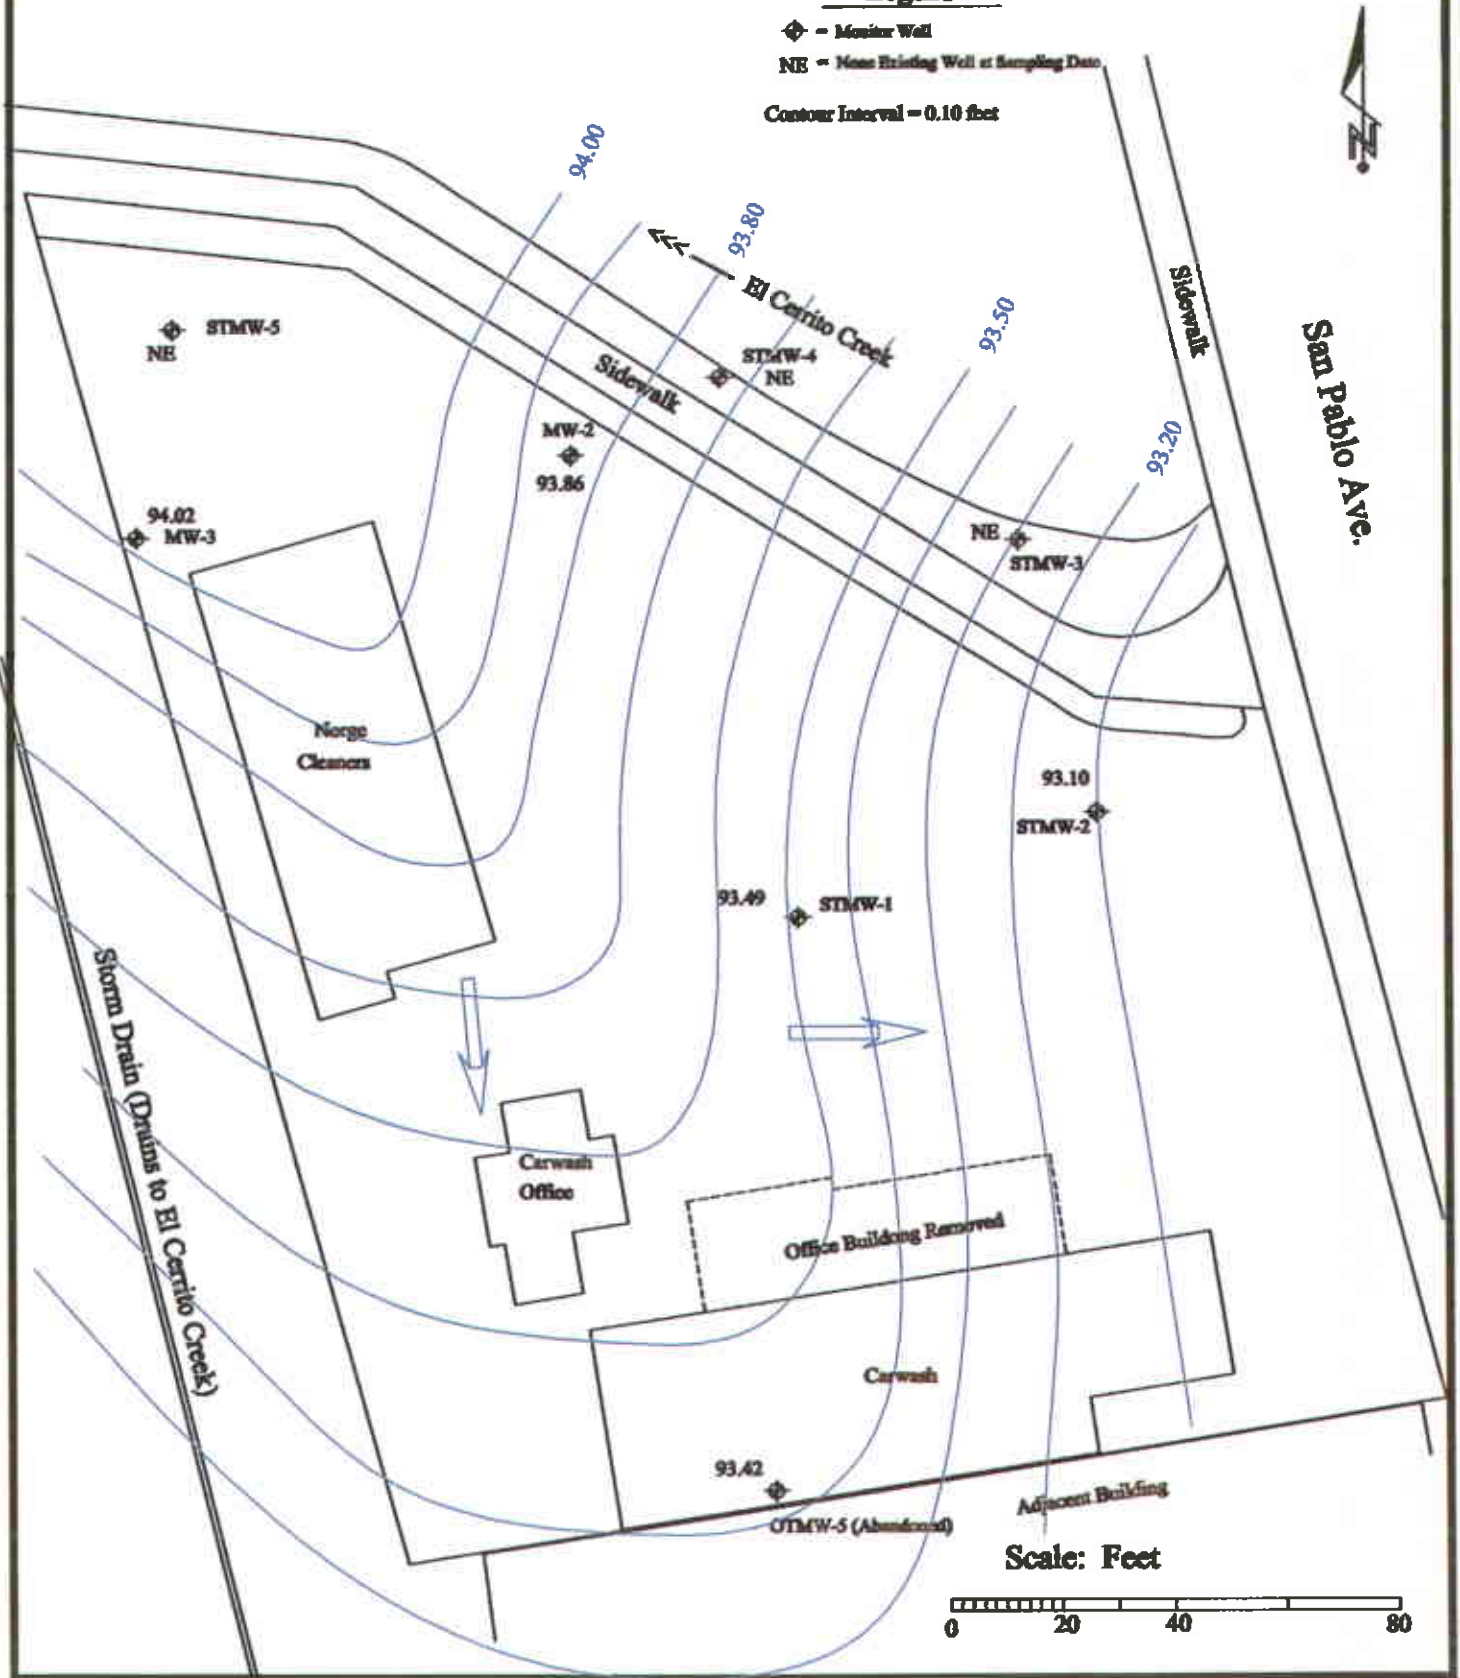 = Monitor Well
NE = None Existing Well at Sampling Date
Contour Interval = 0.10 feet
94.00
93.80
El Cerrito Creek
93.50
93.20
Sidewalk
San Pablo Ave.
STMW-5
NE
Sidewalk
STMW-4
NE
MW-2
93.86
94.02
MW-3
NE
STMW-3
Norge
Cleaners
93.10
STMW-2
93.49
STMW-1
Storm Drain (Drains to El Cerrito Creek)
Carwash
Office
Office Buildong Removed
Carwash
93.42
OTMW-5 (Abandoned)
Adjacent Building
Scale: Feet
0 20 40 80